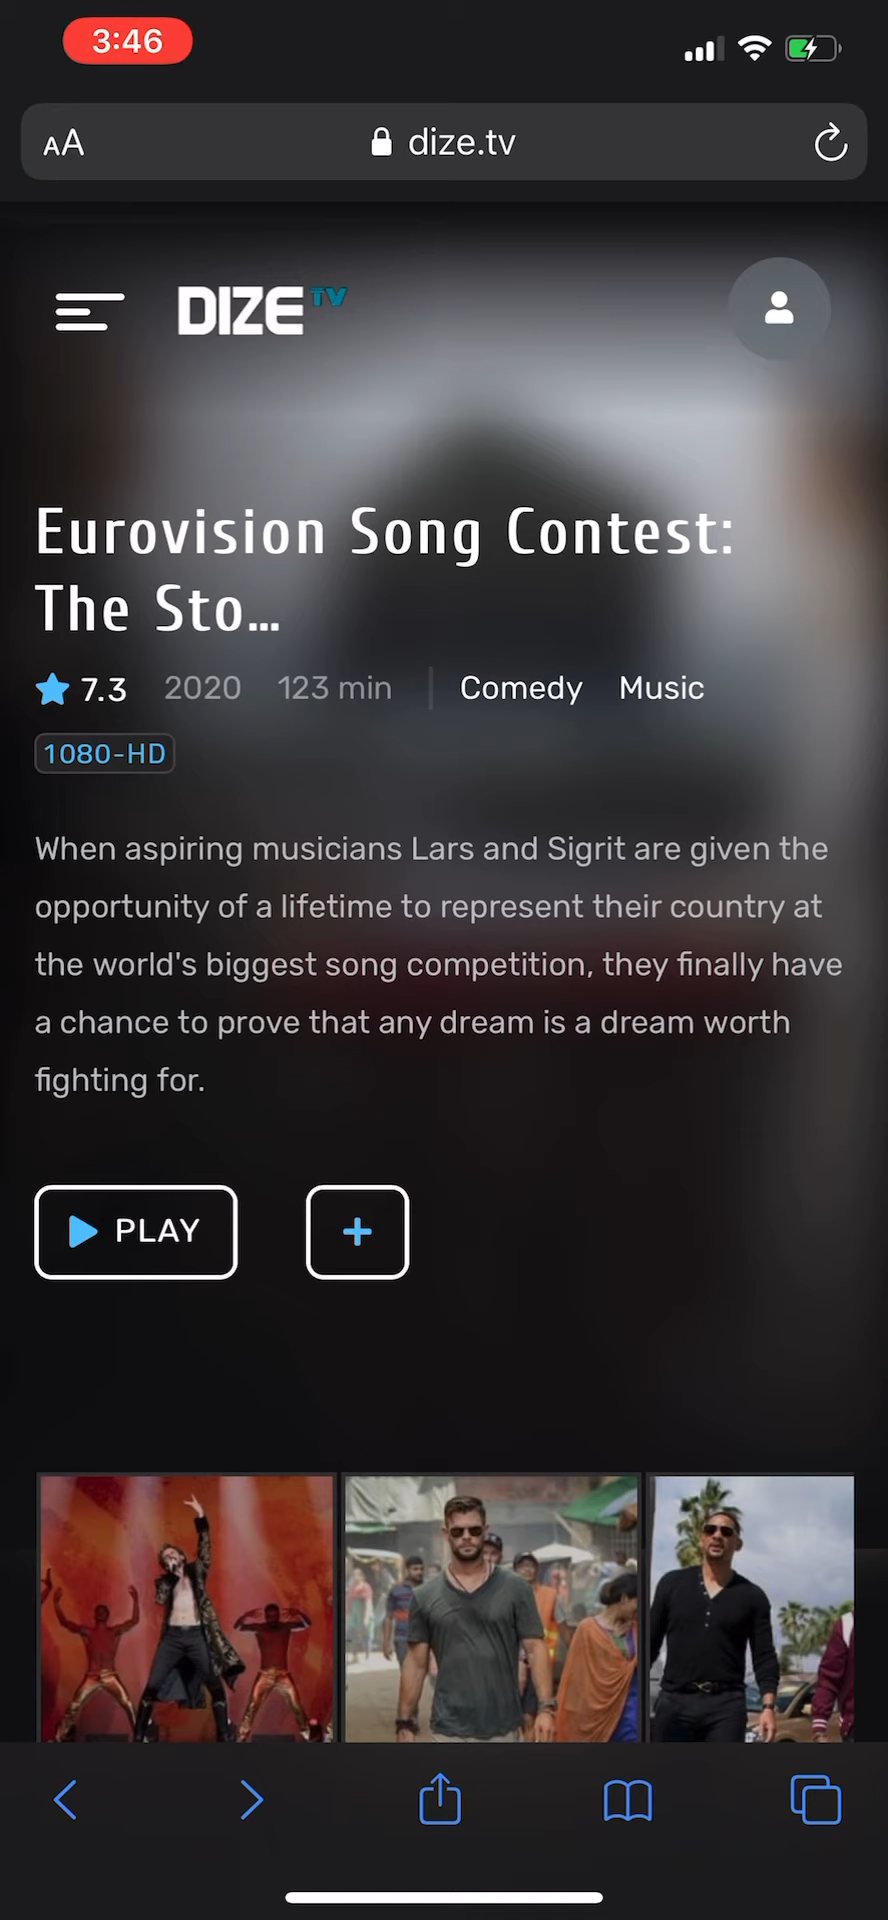 3:46
AA
dize.tv
DIZE TV
Eurovision Song Contest:
The Sto...
7.3 2020 123 min Comedy Music
1080-HD
When aspiring musicians Lars and Sigrit are given the
opportunity of a lifetime to represent their country at
the world's biggest song competition, they finally have
a chance to prove that any dream is a dream worth
fighting for.
PLAY +